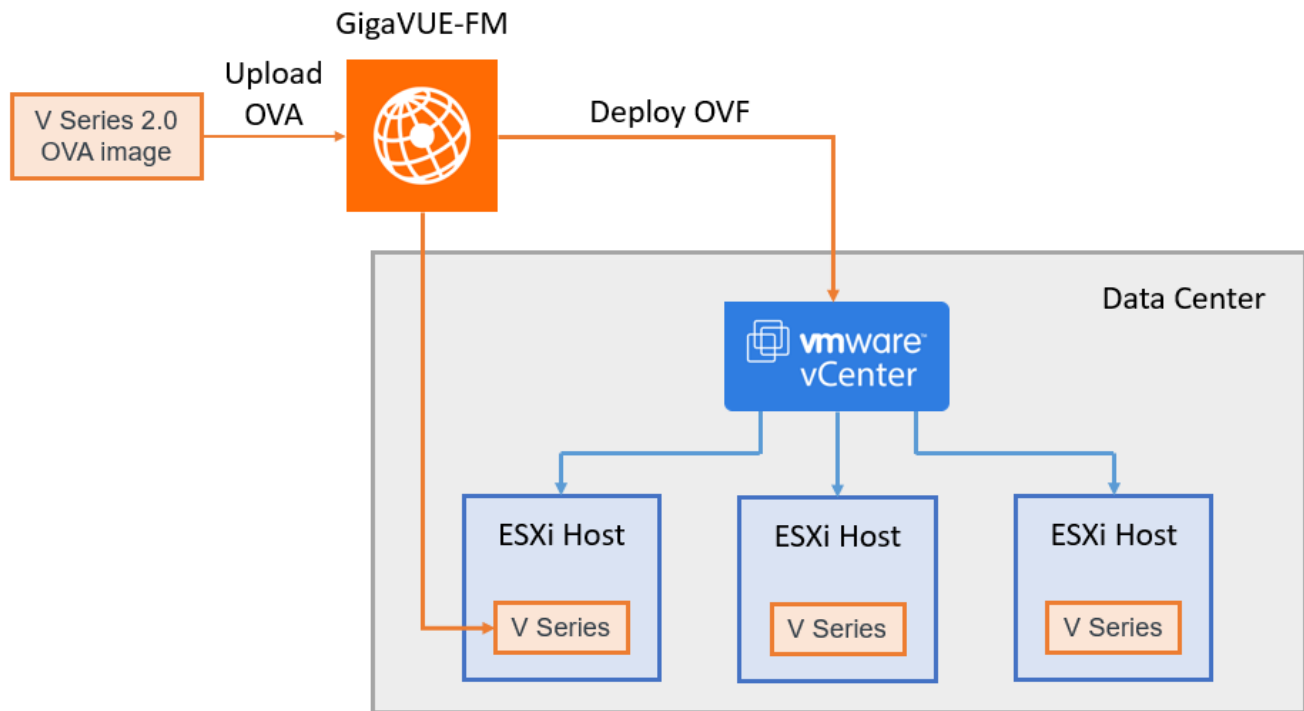 GigaVUE-FM
Upload
OVA
V Series 2.0
OVA image
Deploy OVF
Data Center
vmware™
vCenter
ESXi Host
ESXi Host
ESXi Host
V Series
V Series
V Series